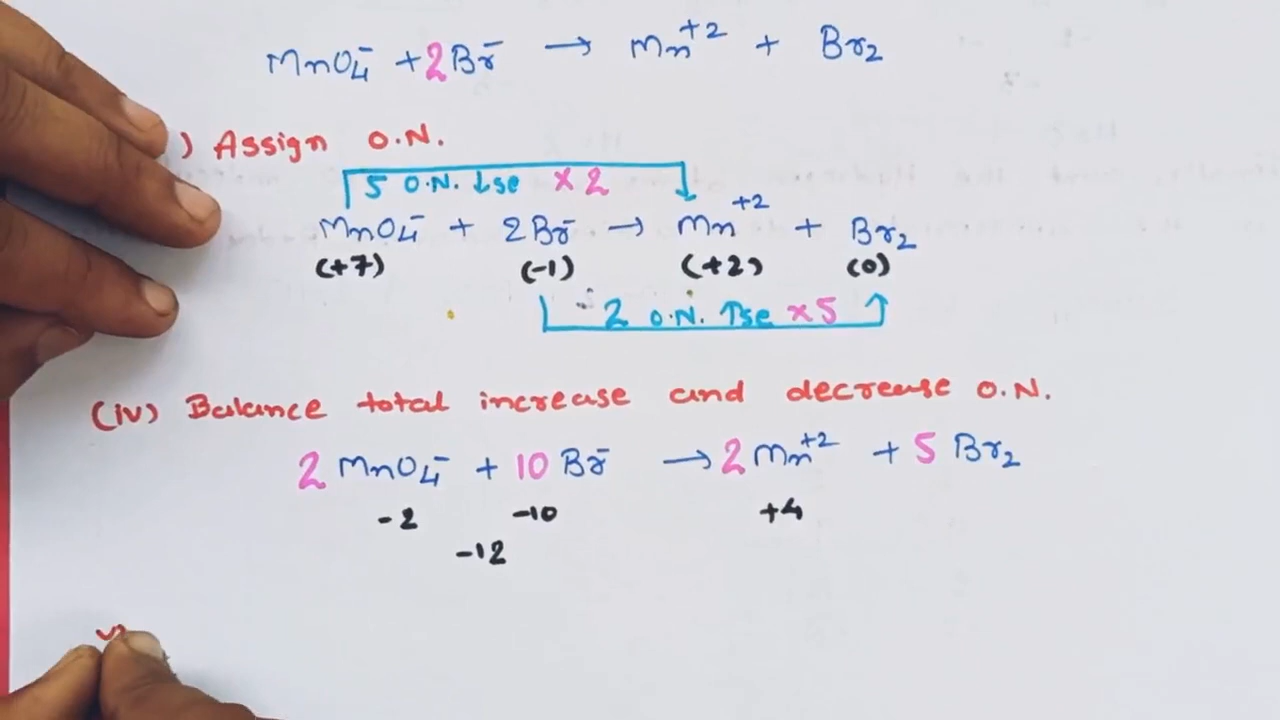 MnO₄⁻ + 2Br⁻ → Mn⁺² + Br₂
) Assign O.N.
5 O.N. ↓se × 2
MnO₄⁻ + 2Br⁻ → Mn⁺² + Br₂
(+7) (-1) (+2) (0)
2 O.N. ↑se × 5
(iv) Balance total increase and decrease O.N.
2 MnO₄⁻ + 10 Br⁻ → 2 Mn⁺² + 5 Br₂
-2 -10 +4
-12